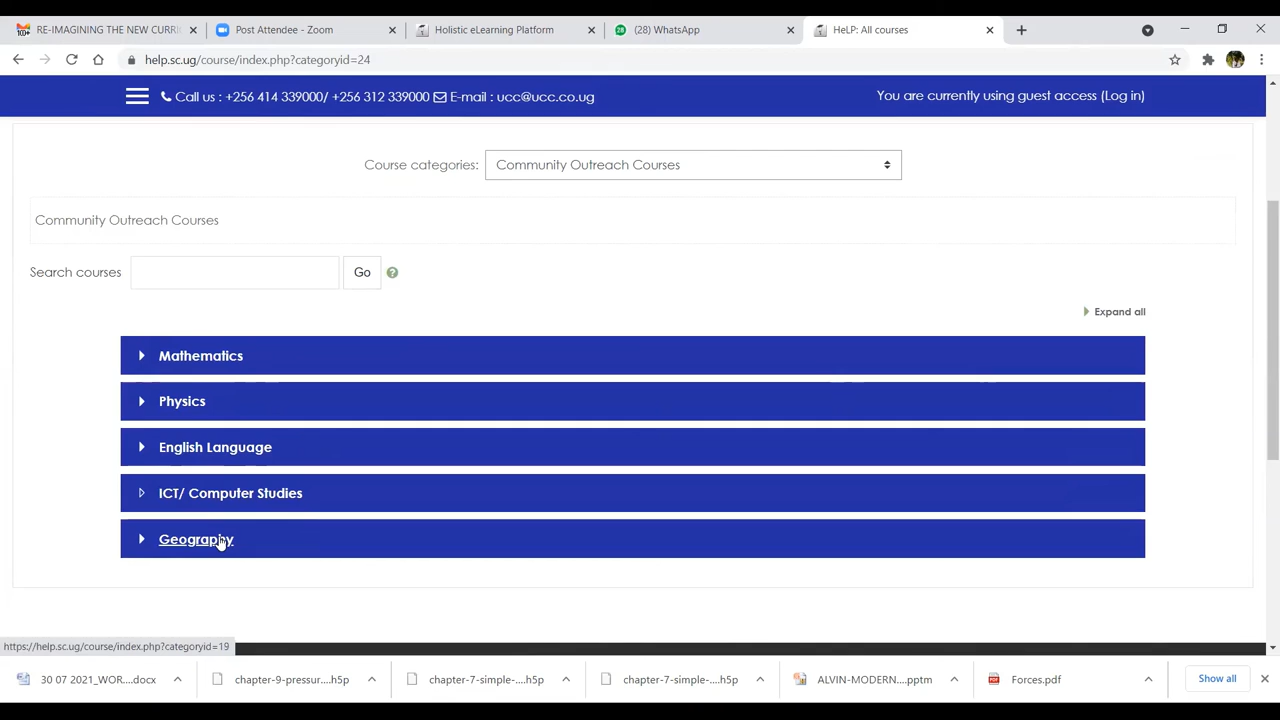 RE-IMAGINING THE NEW CURRI
Post Attendee - Zoom
Holistic eLearning Platform
(28) WhatsApp
HeLP: All courses
help.sc.ug/course/index.php?categoryid=24
Call us : +256 414 339000/ +256 312 339000 E-mail : ucc@ucc.co.ug
You are currently using guest access (Log in)
Course categories: Community Outreach Courses
Community Outreach Courses
Search courses Go ?
Expand all
Mathematics
Physics
English Language
ICT/ Computer Studies
Geography
https://help.sc.ug/course/index.php?categoryid=19
30 07 2021_WOR....docx
chapter-9-pressur....h5p
chapter-7-simple-....h5p
chapter-7-simple-....h5p
ALVIN-MODERN....pptm
Forces.pdf
Show all